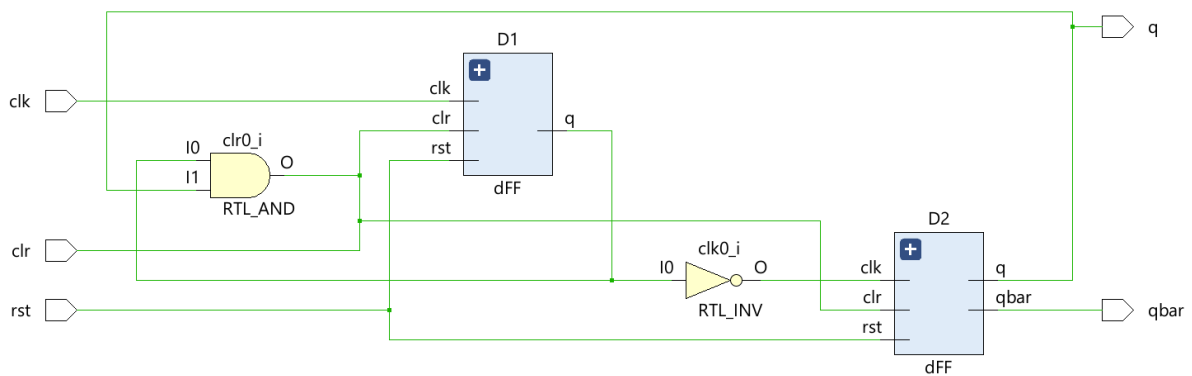 D1
q
clk
clk
clr
q
clr0_i
I0
O
rst
I1
dFF
RTL_AND
D2
clr
clk0_i
I0
O
clk
q
clr
qbar
rst
RTL_INV
qbar
rst
dFF